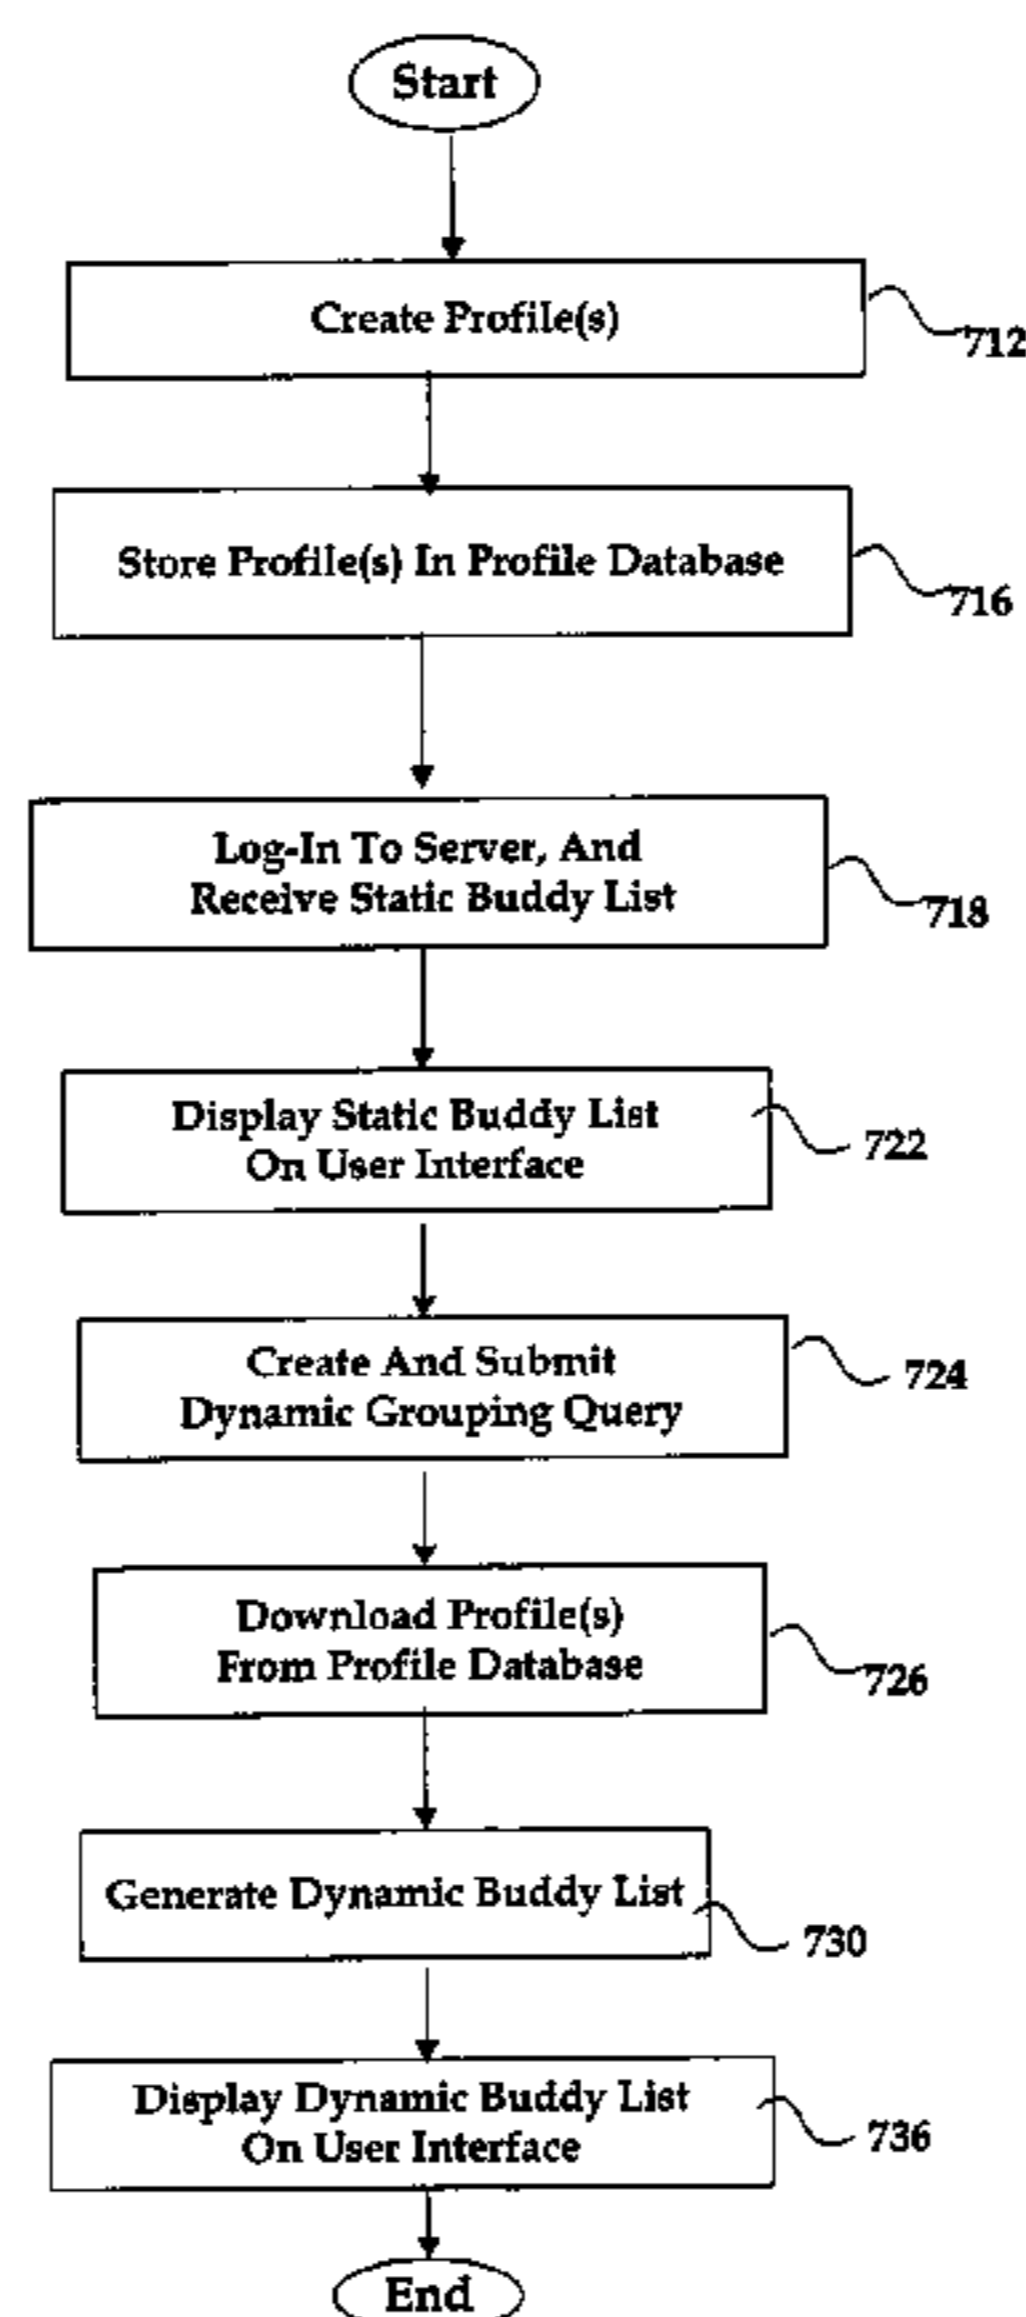 Start
Create Profile(s)
712
Store Profile(s) In Profile Database
716
Log-In To Server, And
Receive Static Buddy List
718
Display Static Buddy List
On User Interface
722
Create And Submit
Dynamic Grouping Query
724
Download Profile(s)
From Profile Database
726
Generate Dynamic Buddy List
730
Display Dynamic Buddy List
On User Interface
736
End